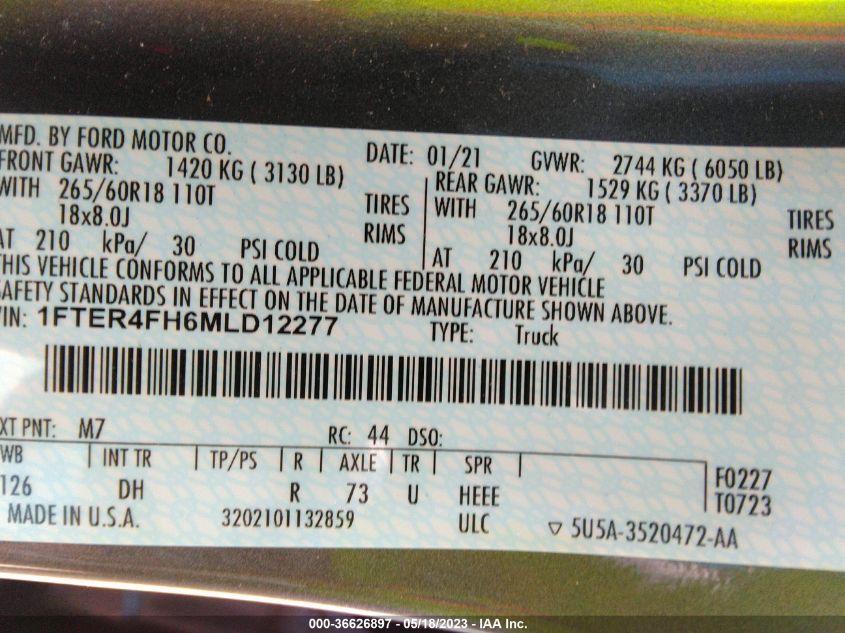 MFD. BY FORD MOTOR CO. DATE: 01/21 GVWR: 2744 KG ( 6050 LB)
FRONT GAWR: 1420 KG ( 3130 LB) REAR GAWR: 1529 KG ( 3370 LB)
WITH 265/60R18 110T TIRES WITH 265/60R18 110T TIRES
18x8.0J RIMS 18x8.0J RIMS
AT 210 kPa/ 30 PSI COLD AT 210 kPa/ 30 PSI COLD
THIS VEHICLE CONFORMS TO ALL APPLICABLE FEDERAL MOTOR VEHICLE
SAFETY STANDARDS IN EFFECT ON THE DATE OF MANUFACTURE SHOWN ABOVE.
VIN: 1FTER4FH6MLD12277 TYPE: Truck
XT PNT: M7 RC: 44 DSO:
WB INT TR TP/PS R AXLE TR SPR F0227
126 DH R 73 U HEEE T0723
MADE IN U.S.A. 3202101132859 ULC ▽ 5U5A-3520472-AA
000-36626897 - 05/18/2023 - IAA Inc.